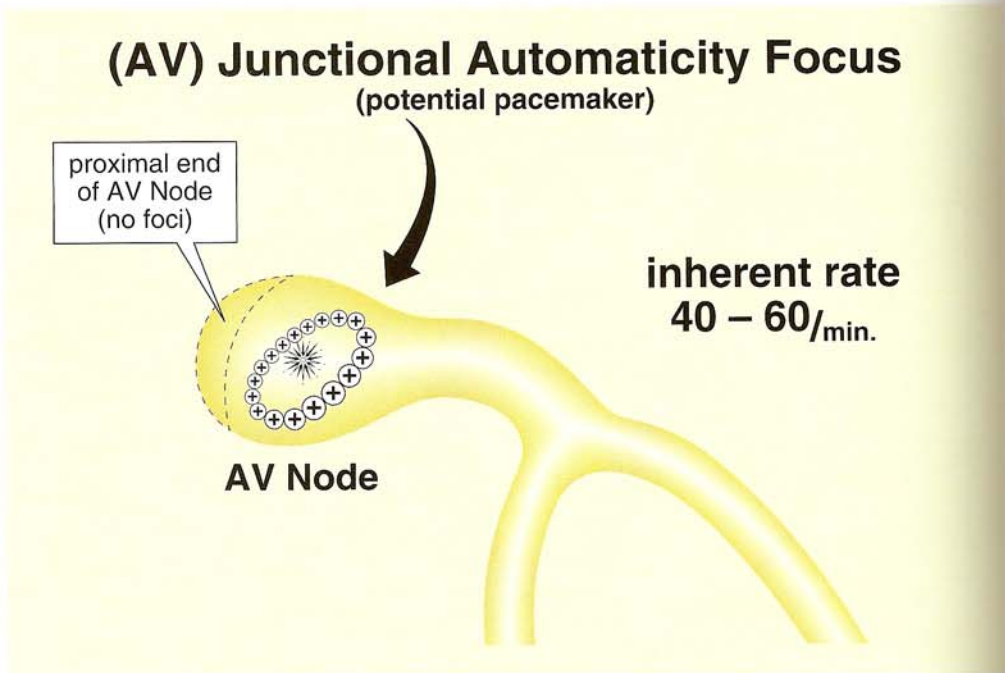 (AV) Junctional Automaticity Focus
(potential pacemaker)
proximal end
of AV Node
(no foci)
inherent rate
40 – 60/min.
AV Node